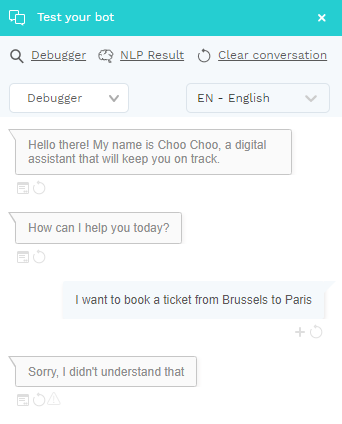 Test your bot ×
Debugger NLP Result Clear conversation
Debugger EN - English
Hello there! My name is Choo Choo, a digital
assistant that will keep you on track.
How can I help you today?
I want to book a ticket from Brussels to Paris
Sorry, I didn't understand that